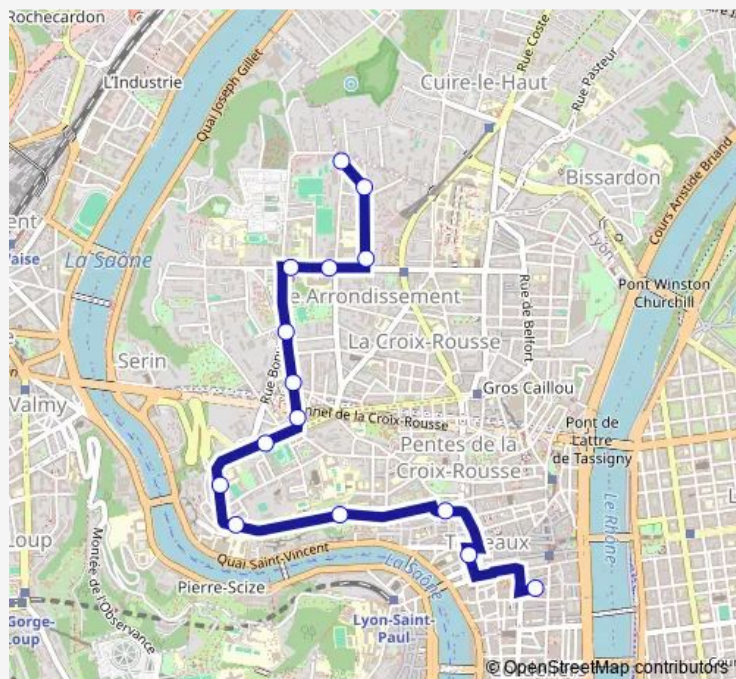 Rochecardon
L'Industrie
Quai Joseph Gillet
Cuire-le-Haut
Rue Coste
Rue Pasteur
Bissardon
Cours Aristide Briand
Lyon
Vaise
La Saône
Pont Winston
Churchill
e Arrondissement
Rue de Belfort
La Croix-Rousse
Serin
Rue Bon
Gros Caillou
Valmy
nnel de la Croix-Rousse
Pentes de la
Croix-Rousse
Pont de
Lattre
de Tassigny
Le Rhône
Loup
Montée de l'Observance
Quai Saint-Vincent
La Saône
Pierre-Scize
Lyon-Saint-
Paul
Gorge-
Loup
© OpenStreetMap contributors